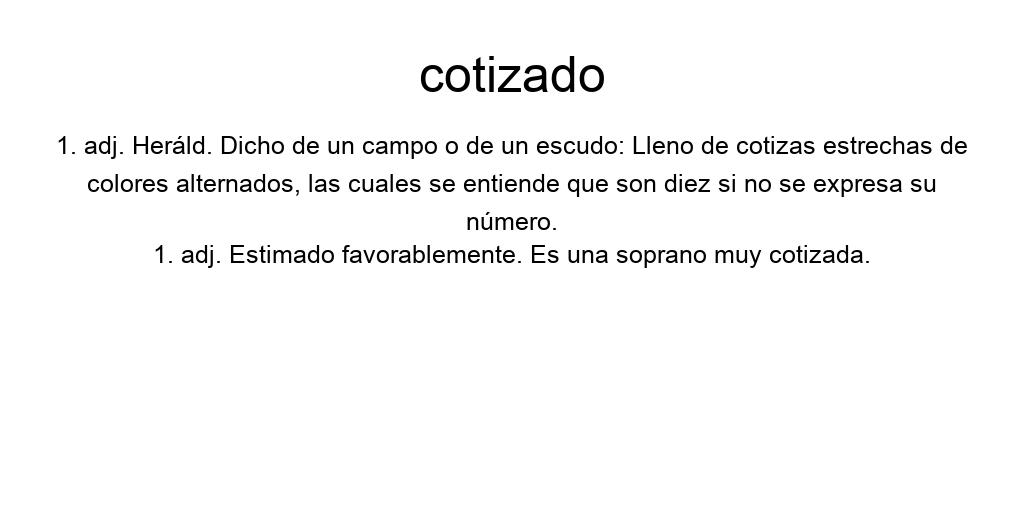 cotizado
1. adj. Heráld. Dicho de un campo o de un escudo: Lleno de cotizas estrechas de
colores alternados, las cuales se entiende que son diez si no se expresa su
número.
1. adj. Estimado favorablemente. Es una soprano muy cotizada.